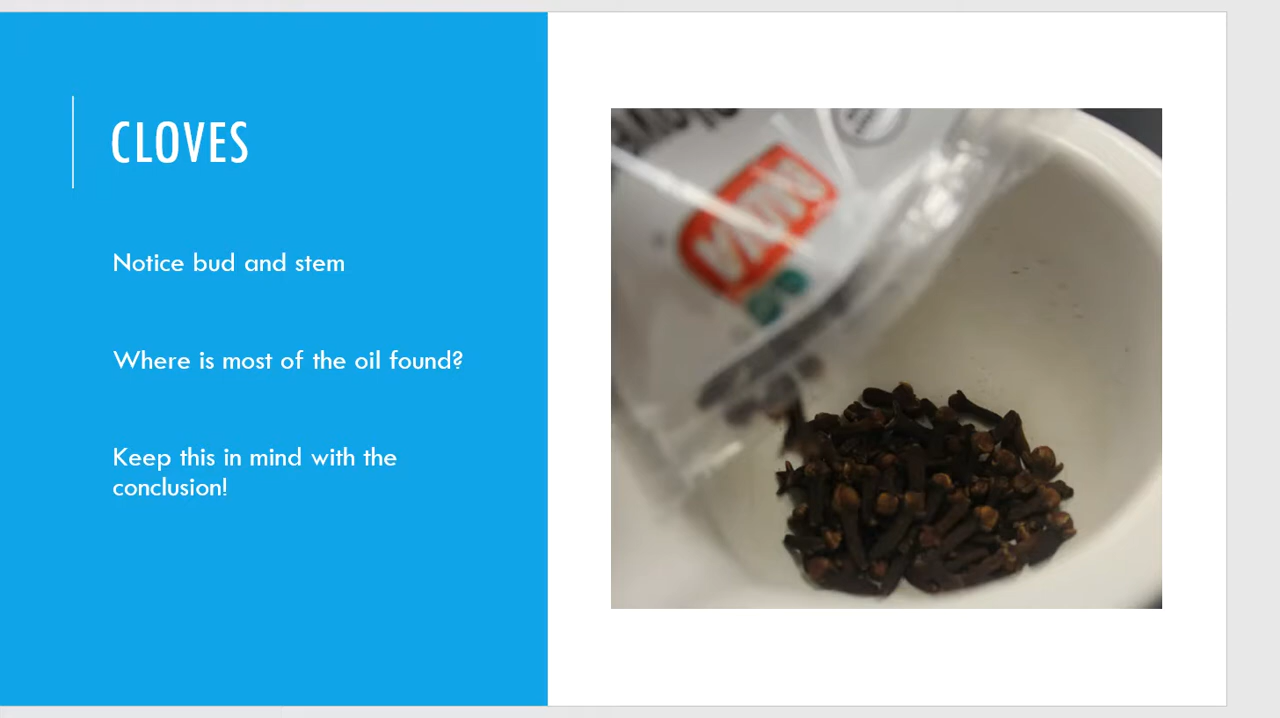 CLOVES
Notice bud and stem
Where is most of the oil found?
Keep this in mind with the
conclusion!